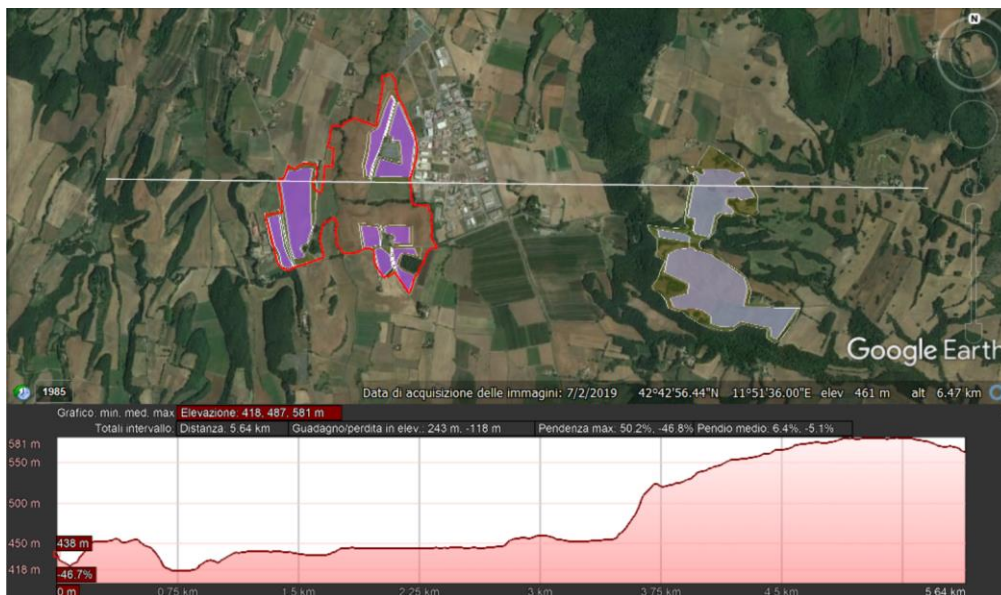 N
Google Earth
1985 Data di acquisizione delle immagini: 7/2/2019 42°42'56.44"N 11°51'36.00"E elev 461 m alt 6.47 km
Grafico: min. med. max Elevazione: 418, 487, 581 m
Totali intervallo: Distanza: 5.64 km Guadagno/perdita in elev.: 243 m, -118 m Pendenza max: 50.2%, -46.8% Pendio medio: 6.4%, -5.1%
581 m
550 m
500 m
450 m
438 m
418 m
-46.7%
0 m 0.75 km 1.5 km 2.25 km 3 km 3.75 km 4.5 km 5.64 km